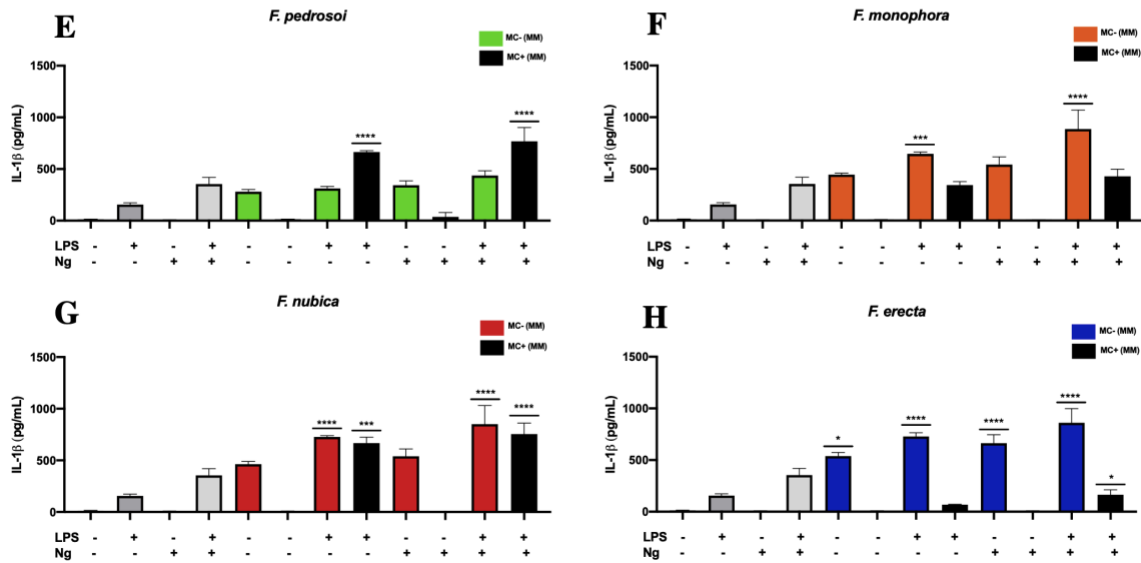 E
F. pedrosoi
MC- (MM)
MC+ (MM)
IL-1β (pg/mL)
1500
1000
500
0
****
****
LPS - + - + - - + + - - + +
Ng - - + + - - - - + + + +
F
F. monophora
MC- (MM)
MC+ (MM)
IL-1β (pg/mL)
1500
1000
500
0
***
****
LPS - + - + - - + + - - + +
Ng - - + + - - - - + + + +
G
F. nubica
MC- (MM)
MC+ (MM)
IL-1β (pg/mL)
1500
1000
500
0
****
***
****
****
LPS - + - + - - + + - - + +
Ng - - + + - - - - + + + +
H
F. erecta
MC- (MM)
MC+ (MM)
IL-1β (pg/mL)
1500
1000
500
0
*
****
****
****
*
LPS - + - + - - + + - - + +
Ng - - + + - - - - + + + +